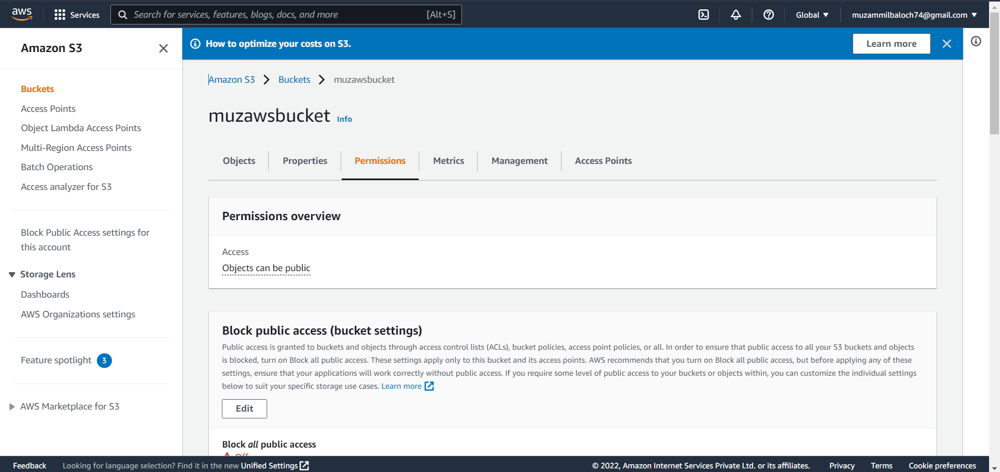 aws
Services
Search for services, features, blogs, docs, and more
[Alt+S]
Global
muzammilbaloch74@gmail.com
Amazon S3
Buckets
Access Points
Object Lambda Access Points
Multi-Region Access Points
Batch Operations
Access analyzer for S3
Block Public Access settings for
this account
Storage Lens
Dashboards
AWS Organizations settings
Feature spotlight 3
AWS Marketplace for S3
How to optimize your costs on S3.
Learn more
Amazon S3 Buckets muzawsbucket
muzawsbucket Info
Objects Properties Permissions Metrics Management Access Points
Permissions overview
Access
Objects can be public
Block public access (bucket settings)
Public access is granted to buckets and objects through access control lists (ACLs), bucket policies, access point policies, or all. In order to ensure that public access to all your S3 buckets and objects
is blocked, turn on Block all public access. These settings apply only to this bucket and its access points. AWS recommends that you turn on Block all public access, but before applying any of these
settings, ensure that your applications will work correctly without public access. If you require some level of public access to your buckets or objects within, you can customize the individual settings
below to suit your specific storage use cases. Learn more
Edit
Block all public access
Off
Feedback
Looking for language selection? Find it in the new Unified Settings
© 2022, Amazon Internet Services Private Ltd. or its affiliates.
Privacy
Terms
Cookie preferences